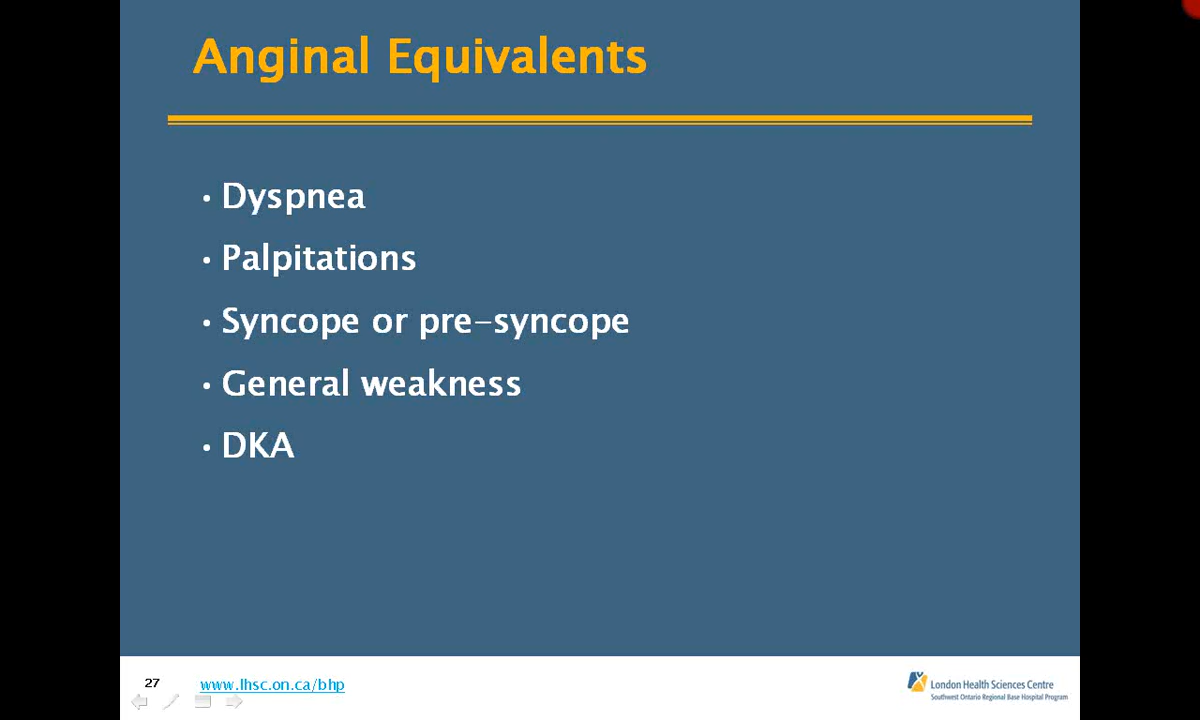 Anginal Equivalents
• Dyspnea
• Palpitations
• Syncope or pre-syncope
• General weakness
• DKA
27
www.lhsc.on.ca/bhp
London Health Sciences Centre
Southwest Ontario Regional Base Hospital Program